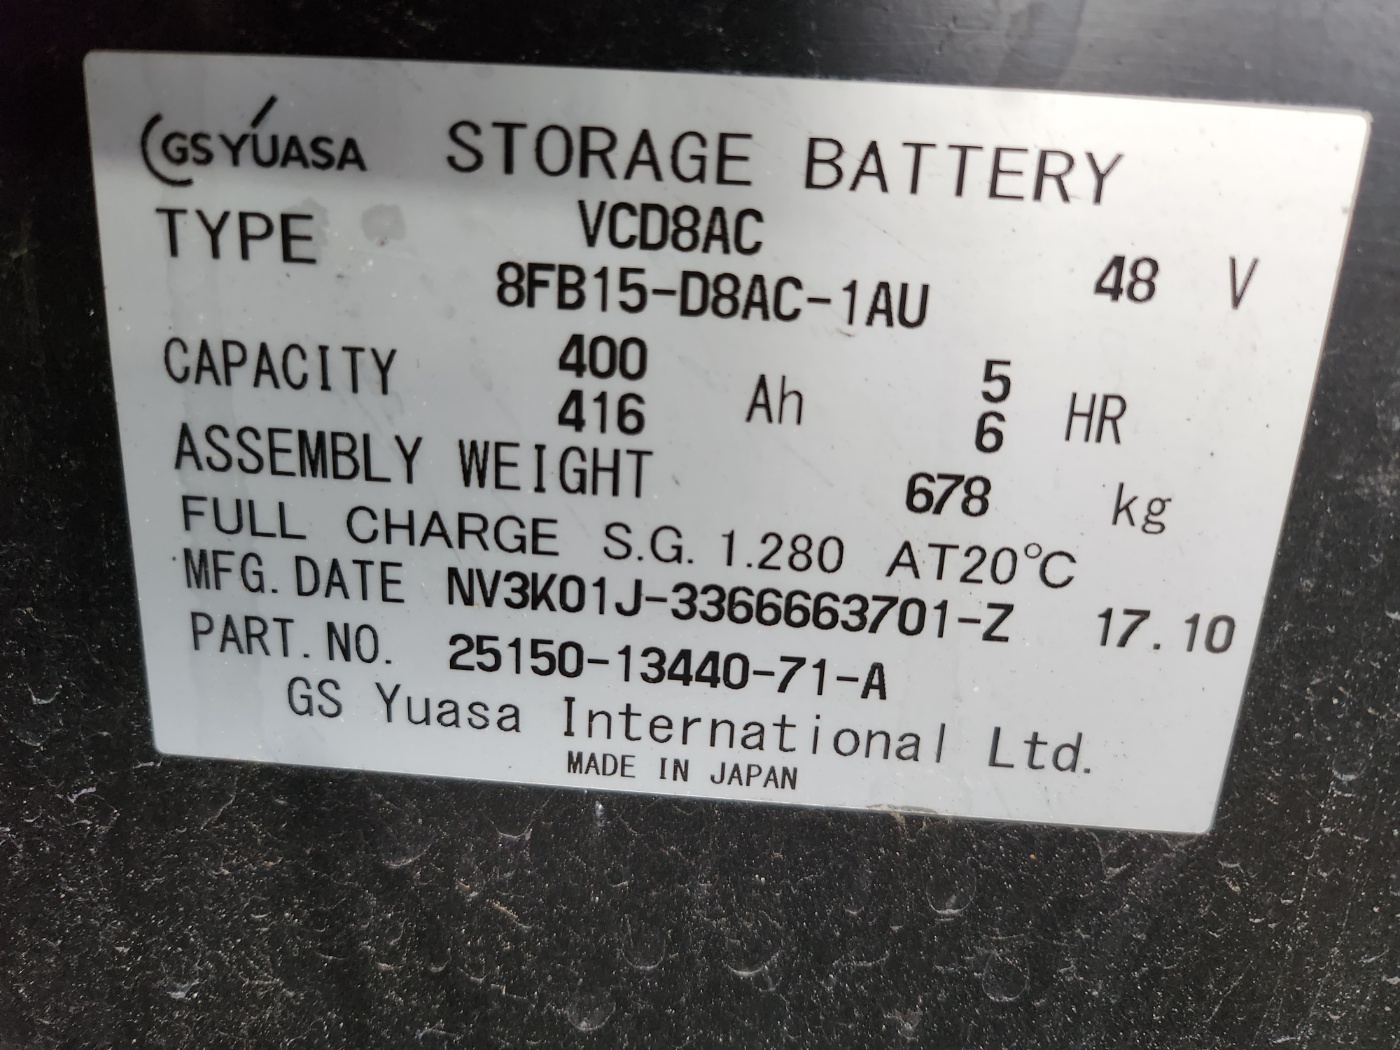 GS YUASA STORAGE BATTERY
TYPE VCD8AC
8FB15-D8AC-1AU 48 V
CAPACITY 400 Ah 5 HR
416 6
ASSEMBLY WEIGHT 678 kg
FULL CHARGE S.G. 1.280 AT20°C
MFG. DATE NV3K01J-3366663701-Z 17.10
PART. NO. 25150-13440-71-A
GS Yuasa International Ltd.
MADE IN JAPAN